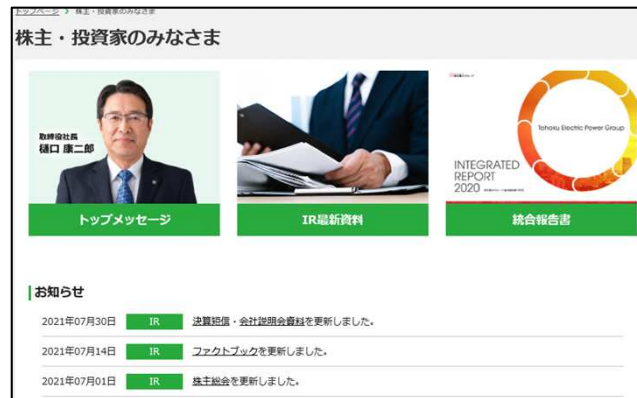 トップページ > 株主・投資家のみなさま
株主・投資家のみなさま
取締役社長
樋口 康二郎
Tohoku Electric Power Group
INTEGRATED
REPORT
2020
トップメッセージ
IR最新資料
統合報告書
お知らせ
2021年07月30日 IR 決算短信・会社説明会資料を更新しました。
2021年07月14日 IR ファクトブックを更新しました。
2021年07月01日 IR 株主総会を更新しました。